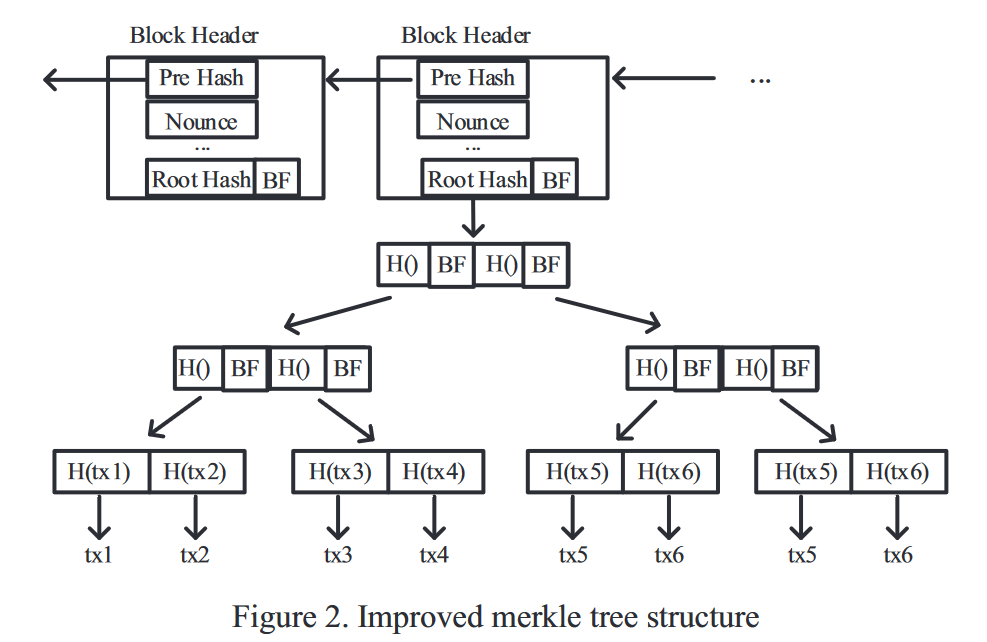 Block Header Block Header
Pre Hash Pre Hash ...
Nounce Nounce
... ...
Root Hash BF Root Hash BF
H() BF H() BF
H() BF H() BF H() BF H() BF
H(tx1) H(tx2) H(tx3) H(tx4) H(tx5) H(tx6) H(tx5) H(tx6)
tx1 tx2 tx3 tx4 tx5 tx6 tx5 tx6
Figure 2. Improved merkle tree structure